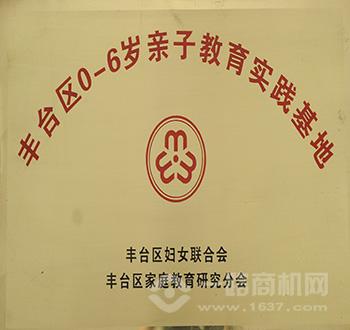 丰台区0-6岁亲子教育实践基地
丰台区妇女联合会
丰台区家庭教育研究分会
商机网
www.1637.com